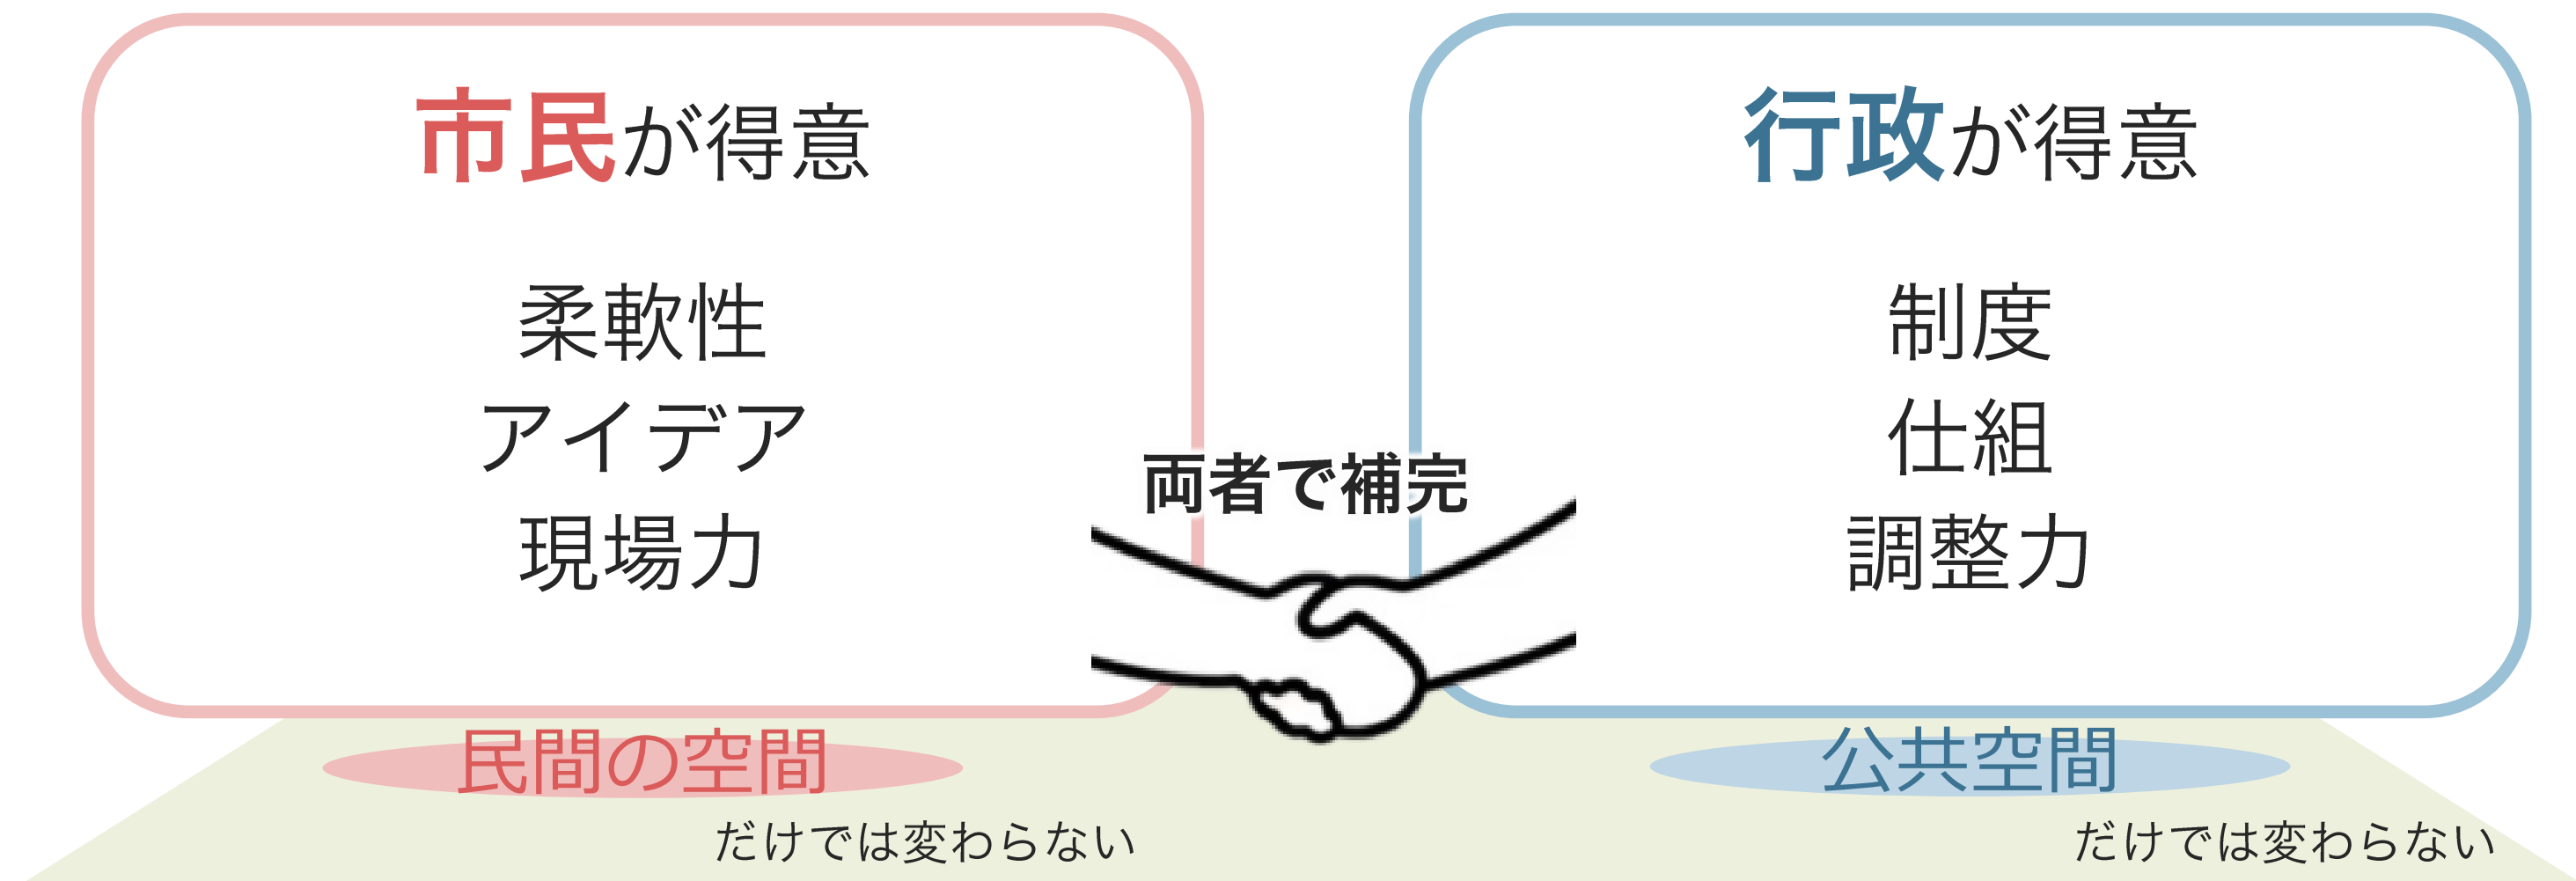 市民が得意
柔軟性
アイデア
現場力
両者で補完
行政が得意
制度
仕組
調整力
民間の空間
だけでは変わらない
公共空間
だけでは変わらない